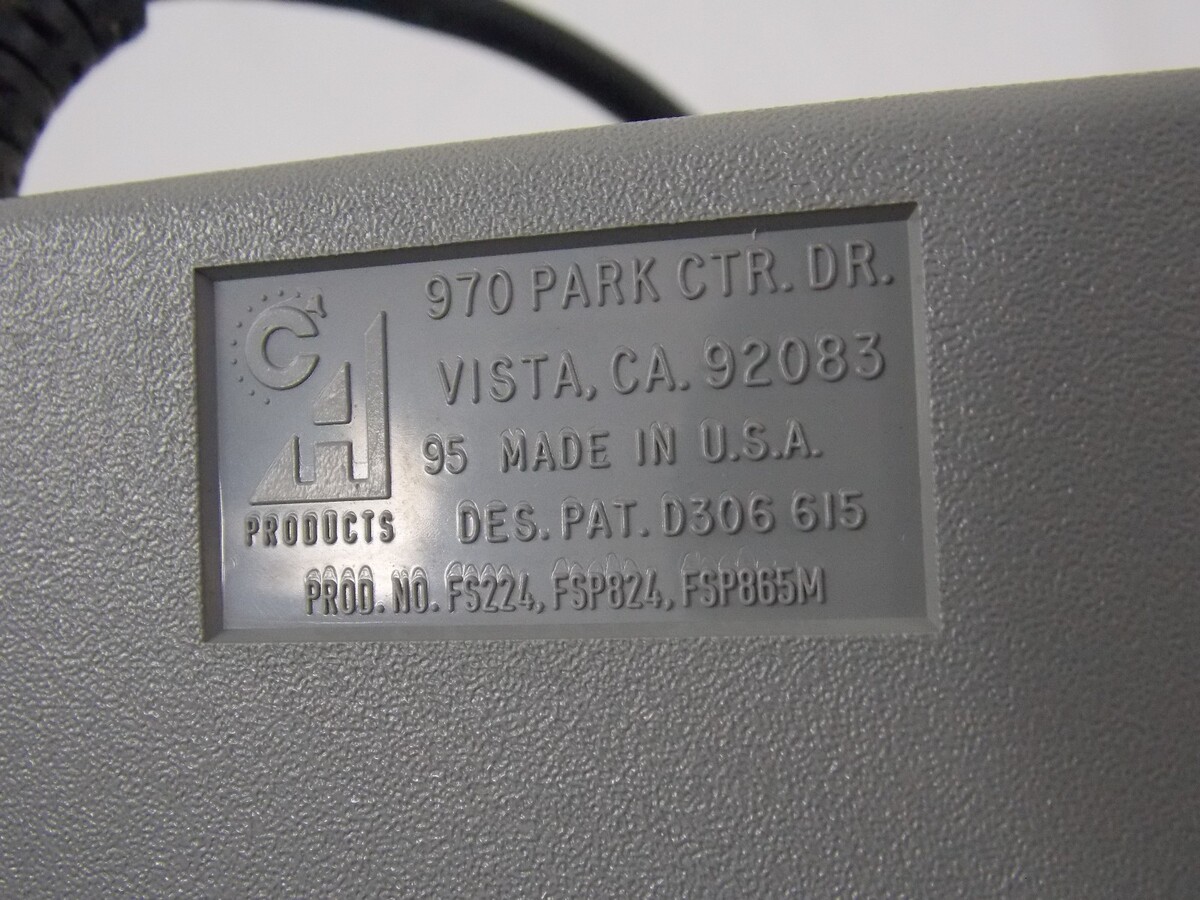 CH
PRODUCTS
970 PARK CTR. DR.
VISTA, CA. 92083
95 MADE IN U.S.A.
DES. PAT. D306 615
PROD. NO. FS224, FSP824, FSP865M